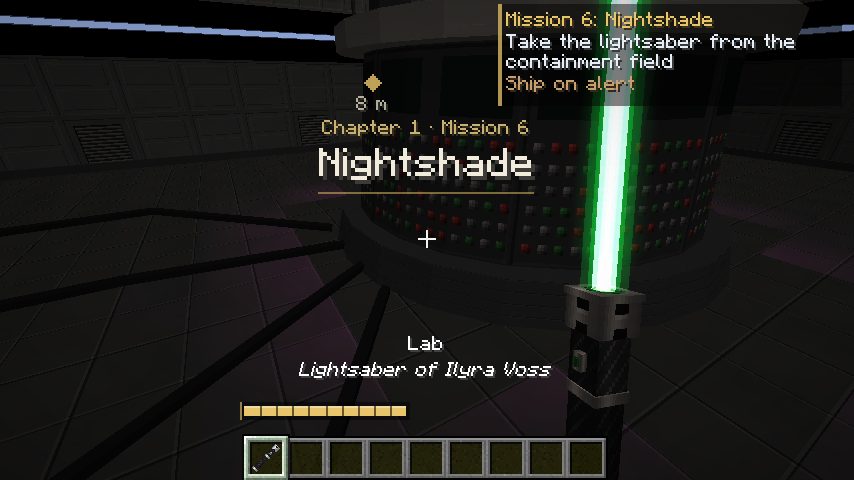 Mission 6: Nightshade
Take the lightsaber from the
containment field
Ship on alert
8 m
Chapter 1 · Mission 6
Nightshade
Lab
Lightsaber of Ilyra Voss